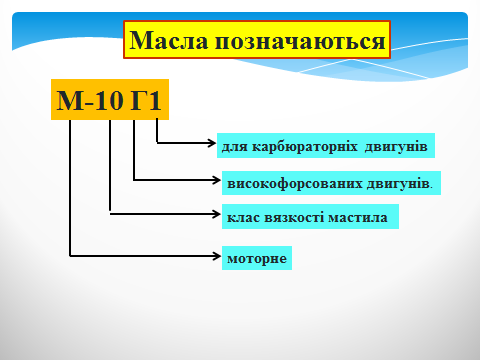 Масла позначаються
М-10 Г1
для карбюраторніх двигунів
високофорсованих двигунів.
клас вязкості мастила
моторне